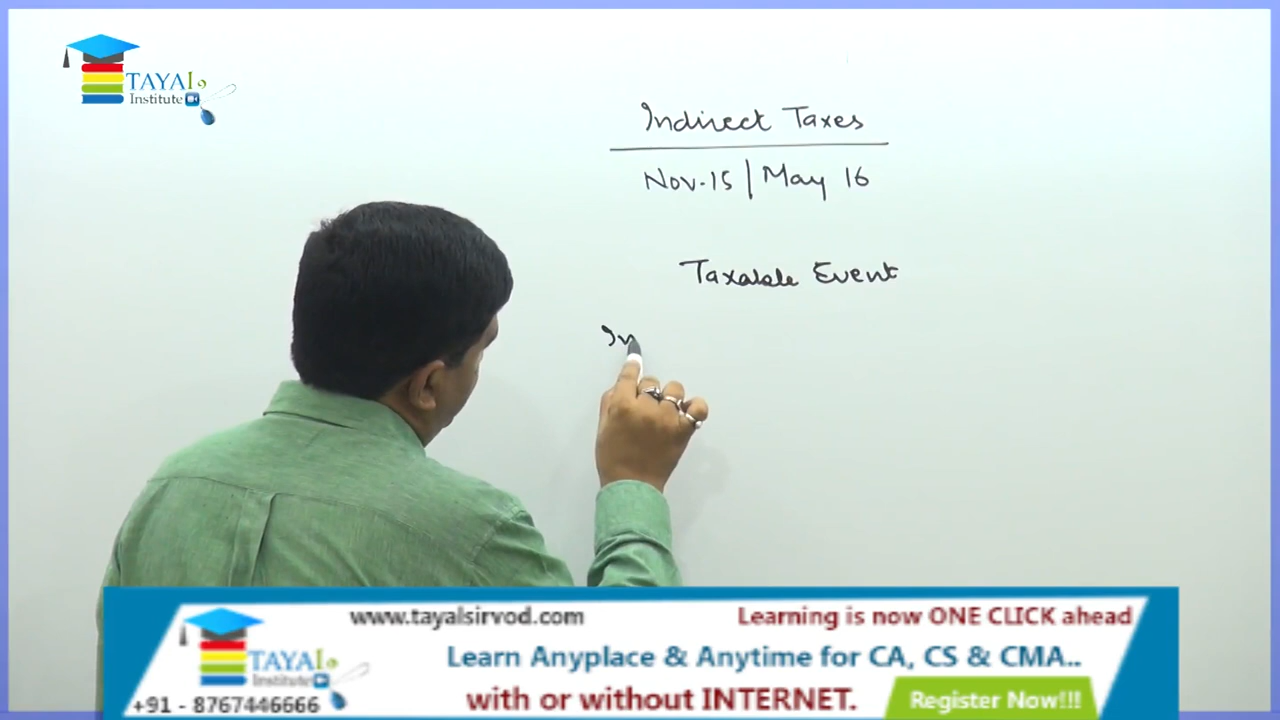 TAYAL
Institute
Indirect Taxes
Nov-15 | May 16
Taxable Event
In
www.tayalsirvod.com
Learning is now ONE CLICK ahead
TAYAL
Institute
Learn Anyplace & Anytime for CA, CS & CMA..
+91 - 8767446666
with or without INTERNET.
Register Now!!!